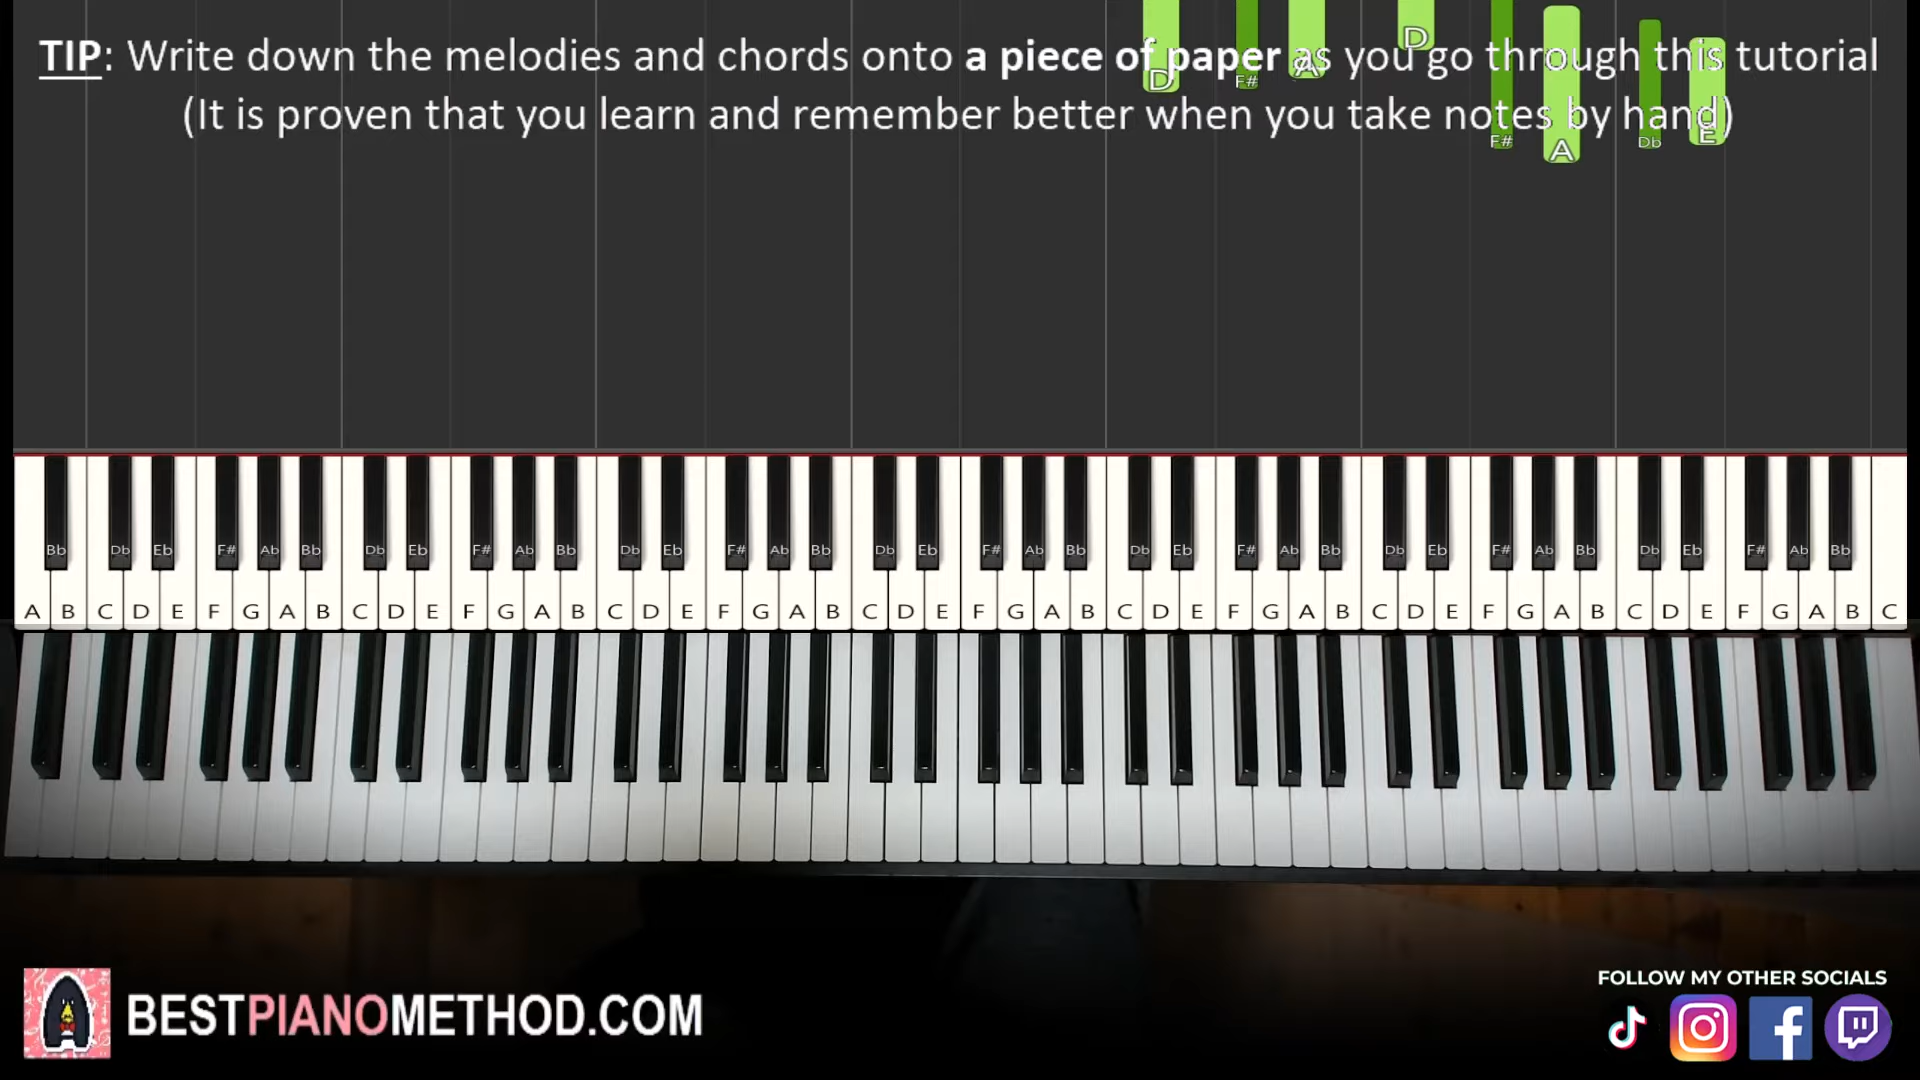 TIP: Write down the melodies and chords onto a piece of paper as you go through this tutorial
(It is proven that you learn and remember better when you take notes by hand)
D F# A D F# A Db E
Bb Db Eb F# Ab Bb Db Eb F# Ab Bb Db Eb F# Ab Bb Db Eb F# Ab Bb Db Eb F# Ab Bb Db Eb F# Ab Bb Db Eb F# Ab Bb
A B C D E F G A B C D E F G A B C D E F G A B C D E F G A B C D E F G A B C D E F G A B C D E F G A B C
FOLLOW MY OTHER SOCIALS
BESTPIANOMETHOD.COM